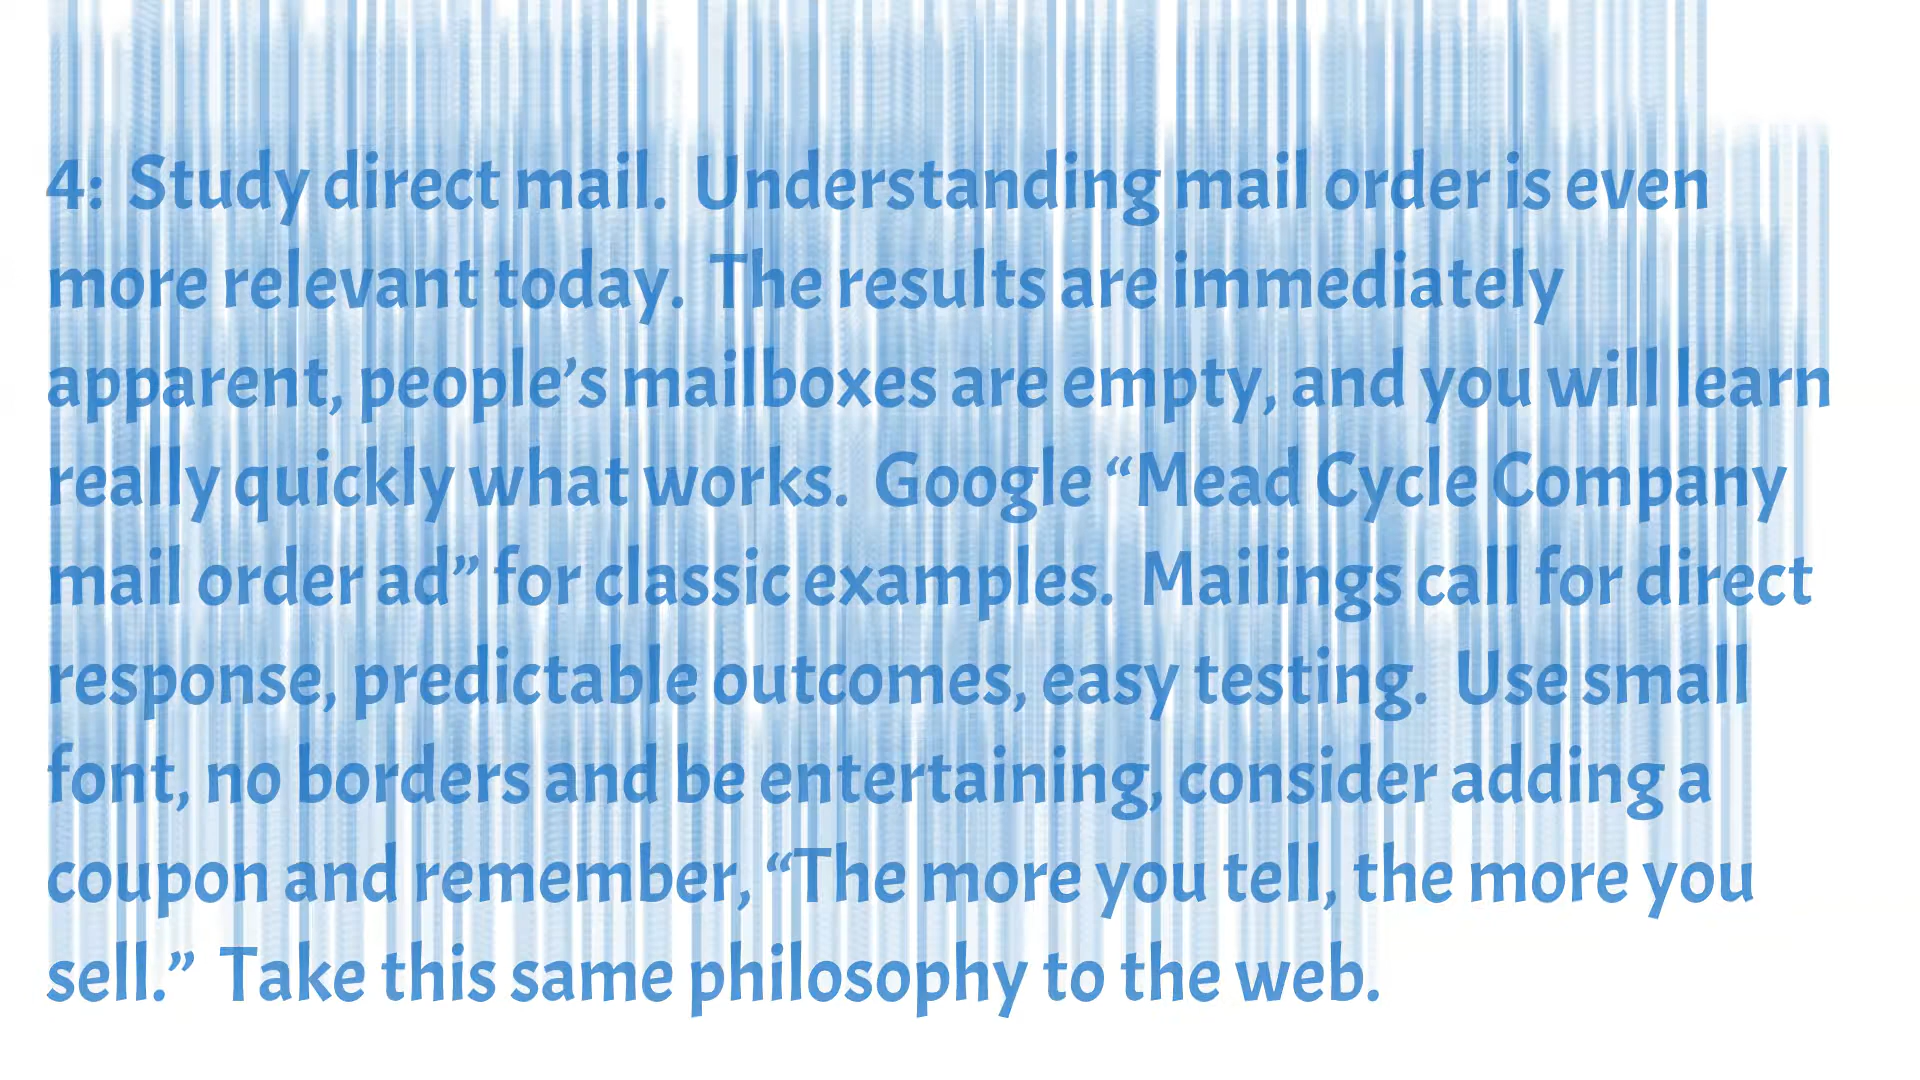 4:  Study direct mail.  Understanding mail order is even
more relevant today.  The results are immediately
apparent, people’s mailboxes are empty, and you will learn
really quickly what works.  Google “Mead Cycle Company
mail order ad” for classic examples.  Mailings call for direct
response, predictable outcomes, easy testing.  Use small
font, no borders and be entertaining, consider adding a
coupon and remember, “The more you tell, the more you
sell.”  Take this same philosophy to the web.